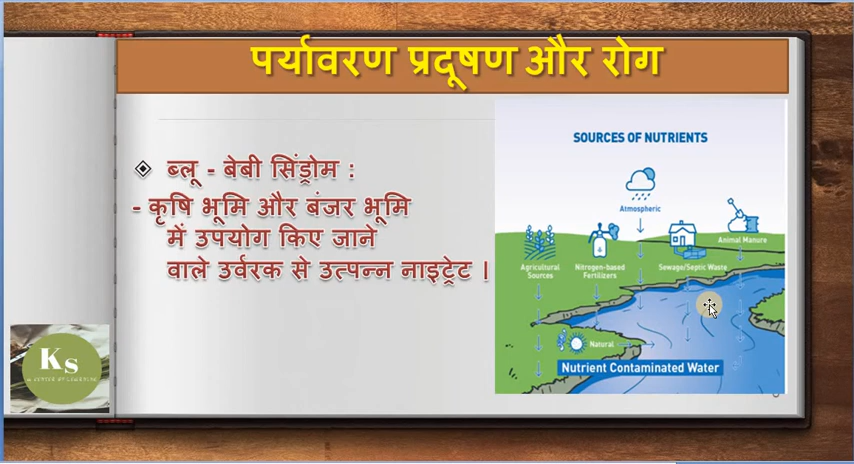 पर्यावरण प्रदूषण और रोग
ब्लू - बेबी सिंड्रोम :
- कृषि भूमि और बंजर भूमि
में उपयोग किए जाने
वाले उर्वरक से उत्पन्न नाइट्रेट ।
SOURCES OF NUTRIENTS
Atmospheric
Animal Manure
Agricultural
Sources
Nitrogen-based
Fertilizers
Sewage/Septic Waste
Natural
Nutrient Contaminated Water
KS